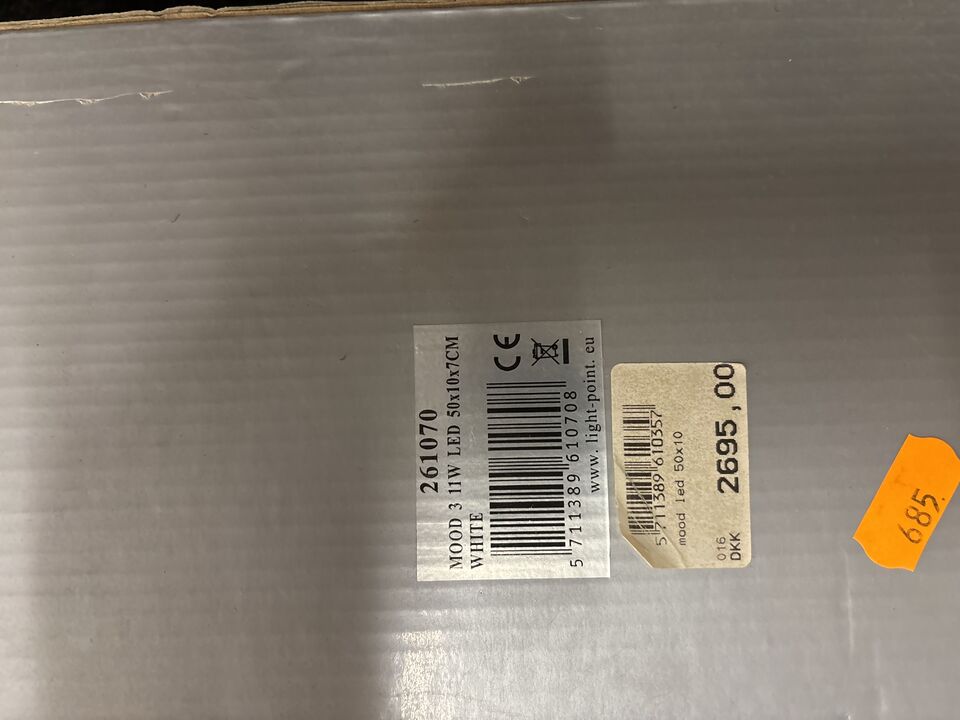 261070
MOOD 3 11W LED 50x10x7CM
WHITE
CE
5 711389 610708
www.light-point.eu
5 711389 610357
mood led 50x10
2695,00
016
DKK
685